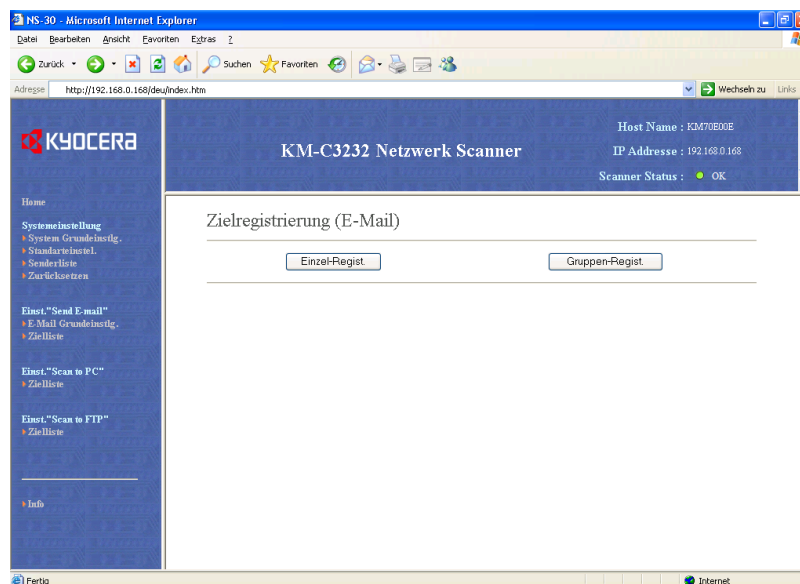 NS-30 - Microsoft Internet Explorer
Datei Bearbeiten Ansicht Favoriten Extras ?
Zurück Suchen Favoriten
Adresse http://192.168.0.168/deu/index.htm Wechseln zu Links
KYOCERA
KM-C3232 Netzwerk Scanner
Host Name : KM70E00E
IP Addresse : 192.168.0.168
Scanner Status : OK
Home
Systemeinstellung
System Grundeinstlg.
Standarteinstel.
Senderliste
Zurücksetzen
Einst."Send E-mail"
E-Mail Grundeinstlg.
Zielliste
Einst."Scan to PC"
Zielliste
Einst."Scan to FTP"
Zielliste
Info
Zielregistrierung (E-Mail)
Einzel-Regist. Gruppen-Regist.
Fertig Internet